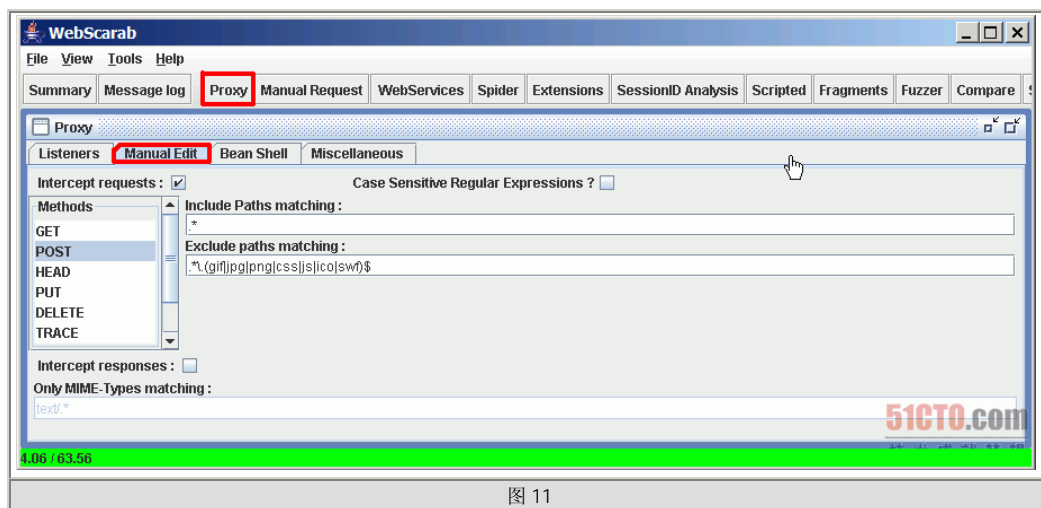 WebScarab
File View Tools Help
Summary Message log Proxy Manual Request WebServices Spider Extensions SessionID Analysis Scripted Fragments Fuzzer Compare
Proxy
Listeners Manual Edit Bean Shell Miscellaneous
Intercept requests : Case Sensitive Regular Expressions ?
Methods
GET
POST
HEAD
PUT
DELETE
TRACE
Include Paths matching :
.*
Exclude paths matching :
.*\.(gif|jpg|png|css|js|ico|swf)$
Intercept responses :
Only MIME-Types matching :
text/.*
51CTO.com
4.06 / 63.56
图 11